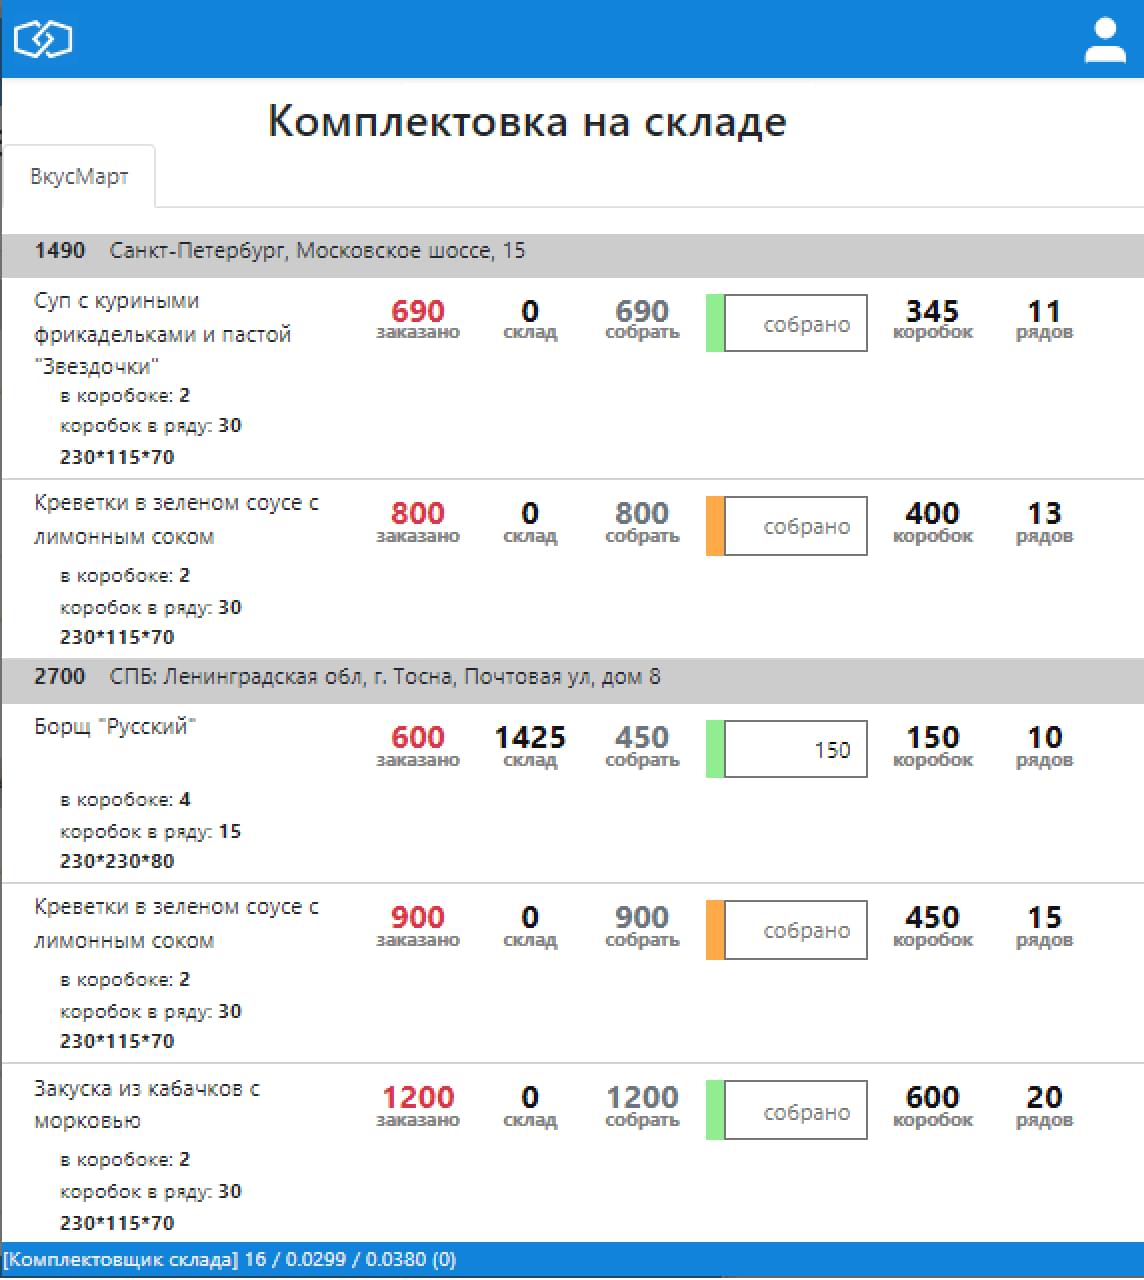 Комплектовка на складе
ВкусМарт
1490 Санкт-Петербург, Московское шоссе, 15
Суп с куриными
фрикадельками и пастой
"Звездочки"
690 0 690 собрано 345 11
заказано склад собрать коробок рядов
в коробоке: 2
коробок в ряду: 30
230*115*70
Креветки в зеленом соусе с
лимонным соком
800 0 800 собрано 400 13
заказано склад собрать коробок рядов
в коробоке: 2
коробок в ряду: 30
230*115*70
2700 СПБ: Ленинградская обл, г. Тосна, Почтовая ул, дом 8
Борщ "Русский"
600 1425 450 150 150 10
заказано склад собрать коробок рядов
в коробоке: 4
коробок в ряду: 15
230*230*80
Креветки в зеленом соусе с
лимонным соком
900 0 900 собрано 450 15
заказано склад собрать коробок рядов
в коробоке: 2
коробок в ряду: 30
230*115*70
Закуска из кабачков с
морковью
1200 0 1200 собрано 600 20
заказано склад собрать коробок рядов
в коробоке: 2
коробок в ряду: 30
230*115*70
[Комплектовщик склада] 16 / 0.0299 / 0.0380 (0)